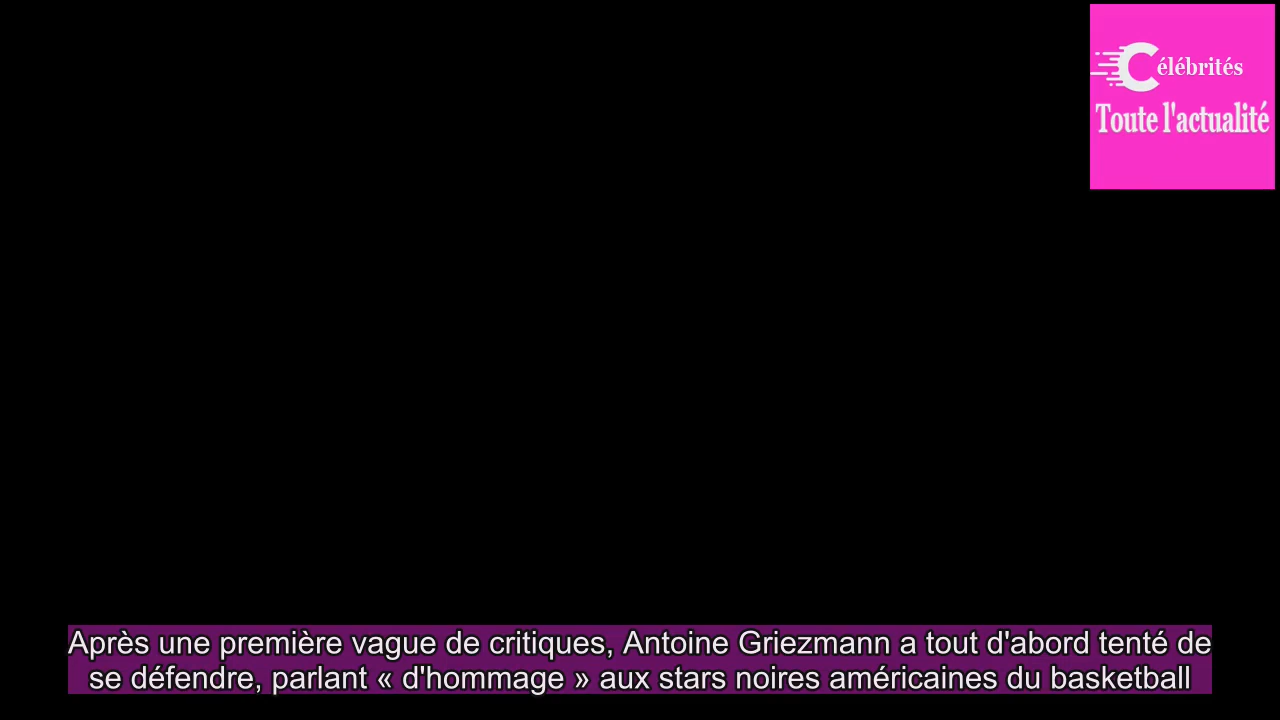 Célébrités
Toute l'actualité
Après une première vague de critiques, Antoine Griezmann a tout d'abord tenté de
se défendre, parlant « d'hommage » aux stars noires américaines du basketball